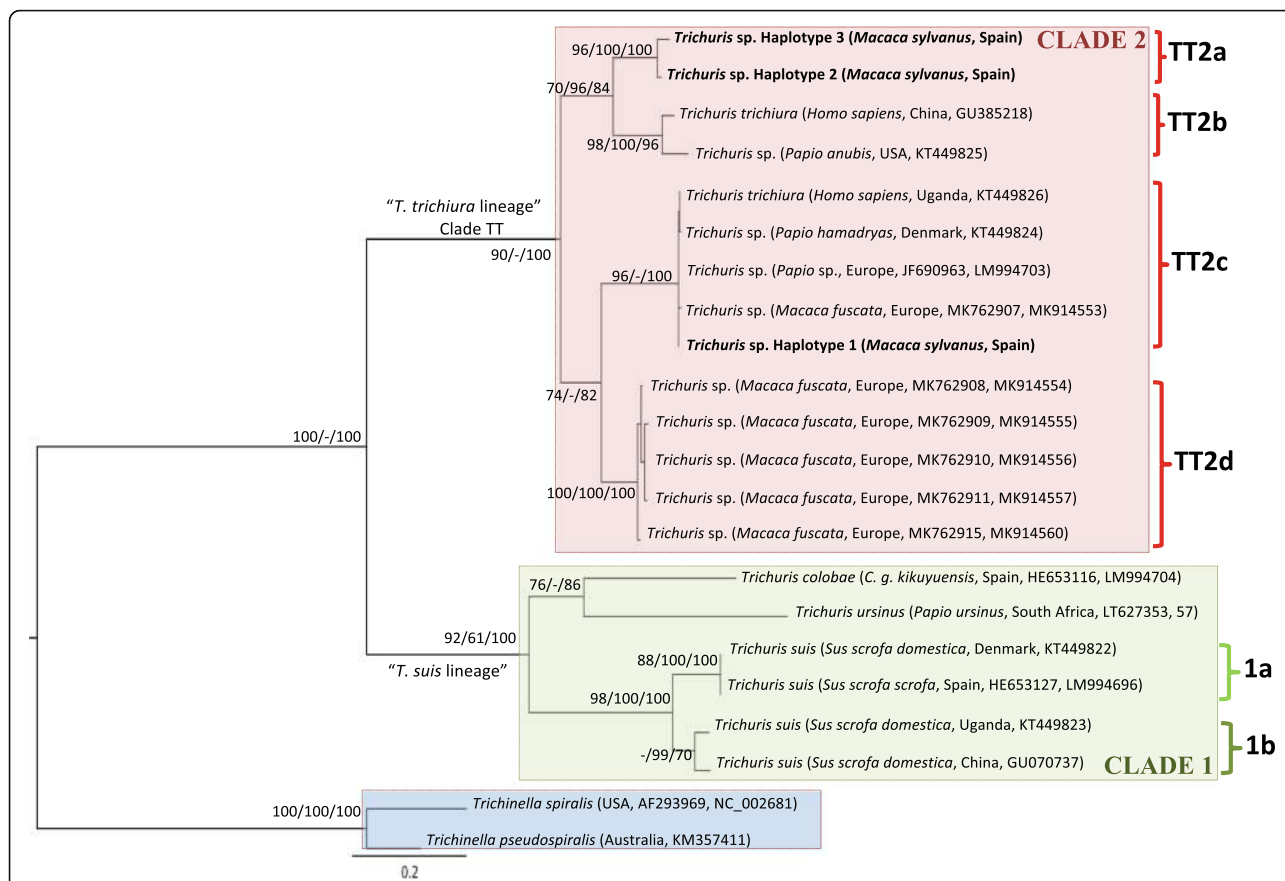 Trichuris sp. Haplotype 3 (Macaca sylvanus, Spain)
CLADE 2
96/100/100
TT2a
Trichuris sp. Haplotype 2 (Macaca sylvanus, Spain)
70/96/84
Trichuris trichiura (Homo sapiens, China, GU385218)
TT2b
98/100/96
Trichuris sp. (Papio anubis, USA, KT449825)
Trichuris trichiura (Homo sapiens, Uganda, KT449826)
"T. trichiura lineage"
Clade TT
90/-/100
Trichuris sp. (Papio hamadryas, Denmark, KT449824)
96/-/100
Trichuris sp. (Papio sp., Europe, JF690963, LM994703)
TT2c
Trichuris sp. (Macaca fuscata, Europe, MK762907, MK914553)
Trichuris sp. Haplotype 1 (Macaca sylvanus, Spain)
74/-/82
Trichuris sp. (Macaca fuscata, Europe, MK762908, MK914554)
Trichuris sp. (Macaca fuscata, Europe, MK762909, MK914555)
100/-/100
Trichuris sp. (Macaca fuscata, Europe, MK762910, MK914556)
TT2d
100/100/100
Trichuris sp. (Macaca fuscata, Europe, MK762911, MK914557)
Trichuris sp. (Macaca fuscata, Europe, MK762915, MK914560)
76/-/86
Trichuris colobae (C. g. kikuyuensis, Spain, HE653116, LM994704)
Trichuris ursinus (Papio ursinus, South Africa, LT627353, 57)
92/61/100
"T. suis lineage"
88/100/100
Trichuris suis (Sus scrofa domestica, Denmark, KT449822)
1a
Trichuris suis (Sus scrofa scrofa, Spain, HE653127, LM994696)
98/100/100
Trichuris suis (Sus scrofa domestica, Uganda, KT449823)
1b
-/99/70
Trichuris suis (Sus scrofa domestica, China, GU070737)
CLADE 1
100/100/100
Trichinella spiralis (USA, AF293969, NC_002681)
Trichinella pseudospiralis (Australia, KM357411)
0.2